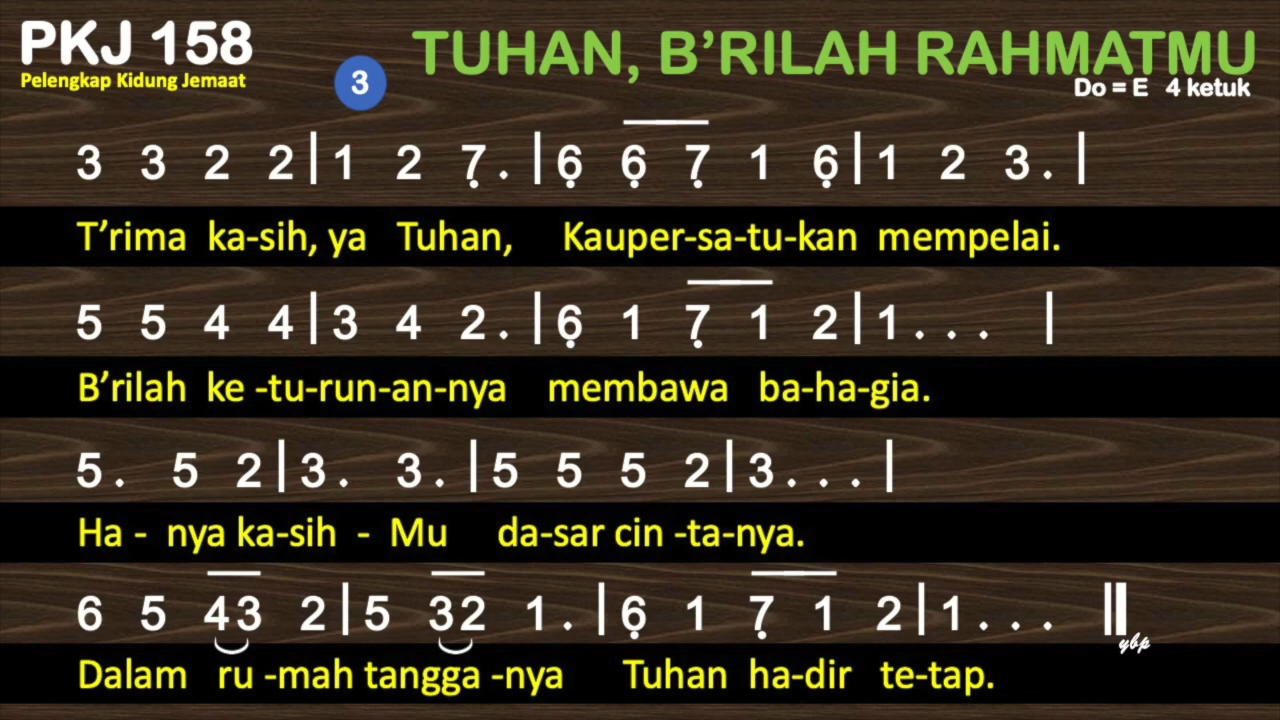 PKJ 158
Pelengkap Kidung Jemaat
3
TUHAN, B’RILAH RAHMATMU
Do = E 4 ketuk
3 3 2 2 | 1 2 7̣ . | 6̣ 6̣ 7̣ 1 6̣ | 1 2 3 . |
T’rima ka-sih, ya Tuhan, Kauper-sa-tu-kan mempelai.
5 5 4 4 | 3 4 2 . | 6̣ 1 7̣ 1 2 | 1 . . . |
B’rilah ke -tu-run-an-nya membawa ba-ha-gia.
5 . 5 2 | 3 . 3 . | 5 5 5 2 | 3 . . . |
Ha - nya ka-sih - Mu da-sar cin -ta-nya.
6 5 43 2 | 5 32 1 . | 6̣ 1 7̣ 1 2 | 1 . . . ||
ybp
Dalam ru -mah tangga -nya Tuhan ha-dir te-tap.